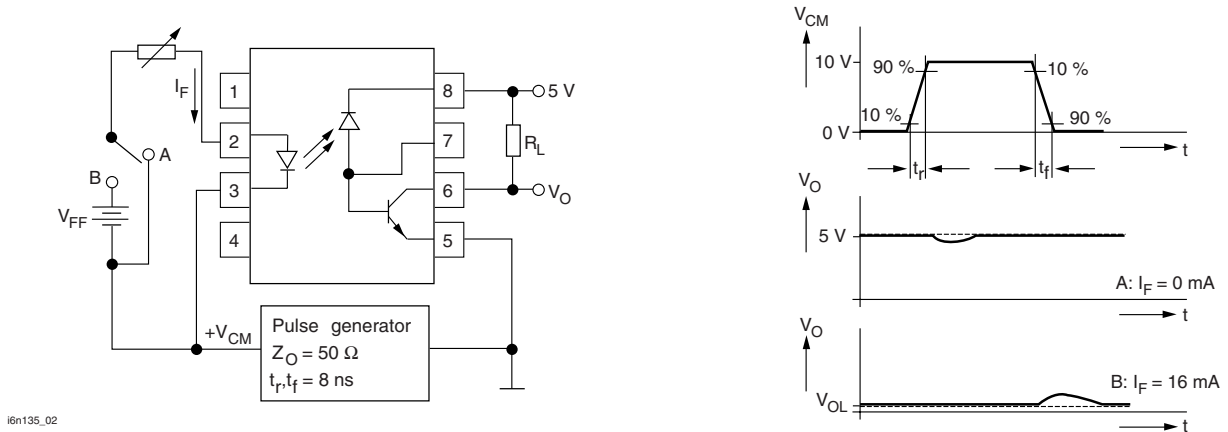 I_F
1
2
3
4
8
7
6
5
5 V
R_L
V_O
A
B
V_FF
+V_CM
Pulse generator
Z_O = 50 Ω
t_r,t_f = 8 ns
i6n135_02
V_CM
10 V
90 %
10 %
10 %
90 %
0 V
t
t_r
t_f
V_O
5 V
A: I_F = 0 mA
t
V_O
B: I_F = 16 mA
V_OL
t